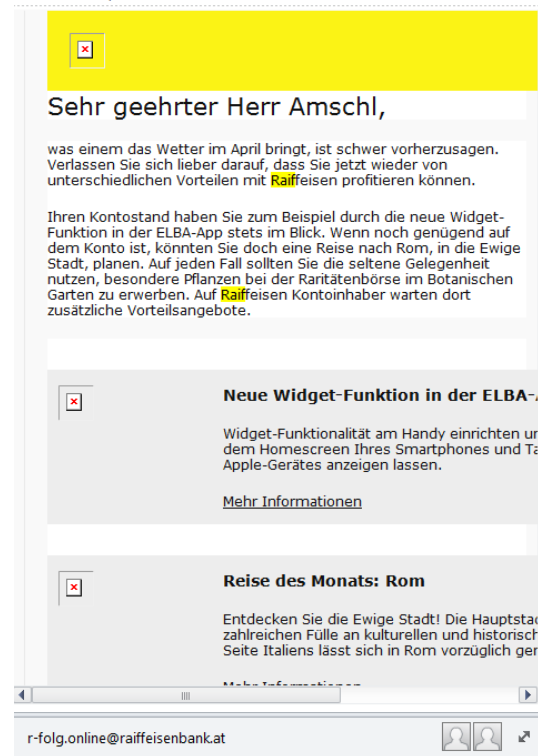 Sehr geehrter Herr Amschl,
was einem das Wetter im April bringt, ist schwer vorherzusagen.
Verlassen Sie sich lieber darauf, dass Sie jetzt wieder von
unterschiedlichen Vorteilen mit Raiffeisen profitieren können.
Ihren Kontostand haben Sie zum Beispiel durch die neue Widget-
Funktion in der ELBA-App stets im Blick. Wenn noch genügend auf
dem Konto ist, könnten Sie doch eine Reise nach Rom, in die Ewige
Stadt, planen. Auf jeden Fall sollten Sie die seltene Gelegenheit
nutzen, besondere Pflanzen bei der Raritätenbörse im Botanischen
Garten zu erwerben. Auf Raiffeisen Kontoinhaber warten dort
zusätzliche Vorteilsangebote.
Neue Widget-Funktion in der ELBA-
Widget-Funktionalität am Handy einrichten
dem Homescreen Ihres Smartphones und
Apple-Gerätes anzeigen lassen.
Mehr Informationen
Reise des Monats: Rom
Entdecken Sie die Ewige Stadt! Die
zahlreichen Fülle an kulturellen und
Seite Italiens lässt sich in Rom vorzüglich
Mehr Informationen
r-folg.online@raiffeisenbank.at